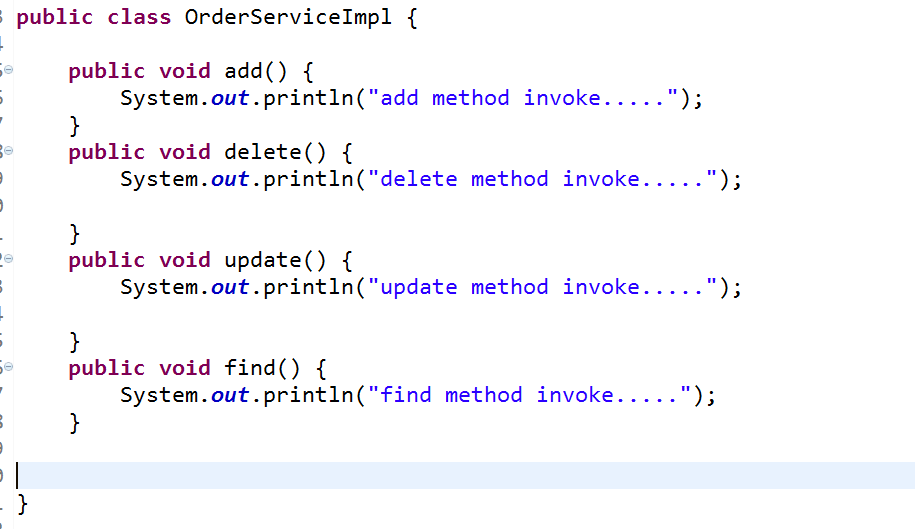 public class OrderServiceImpl {
public void add() {
System.out.println("add method invoke.....");
}
public void delete() {
System.out.println("delete method invoke.....");
}
public void update() {
System.out.println("update method invoke.....");
}
public void find() {
System.out.println("find method invoke.....");
}
}